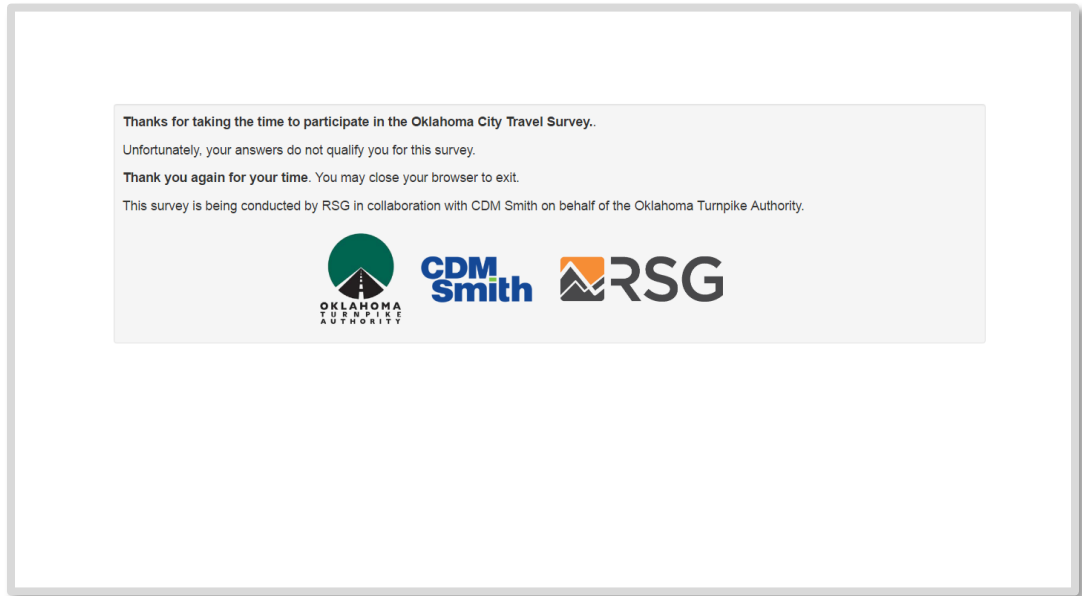 Thanks for taking the time to participate in the Oklahoma City Travel Survey..
Unfortunately, your answers do not qualify you for this survey.
Thank you again for your time. You may close your browser to exit.
This survey is being conducted by RSG in collaboration with CDM Smith on behalf of the Oklahoma Turnpike Authority.
OKLAHOMA
TURNPIKE
AUTHORITY
CDM
Smith
RSG